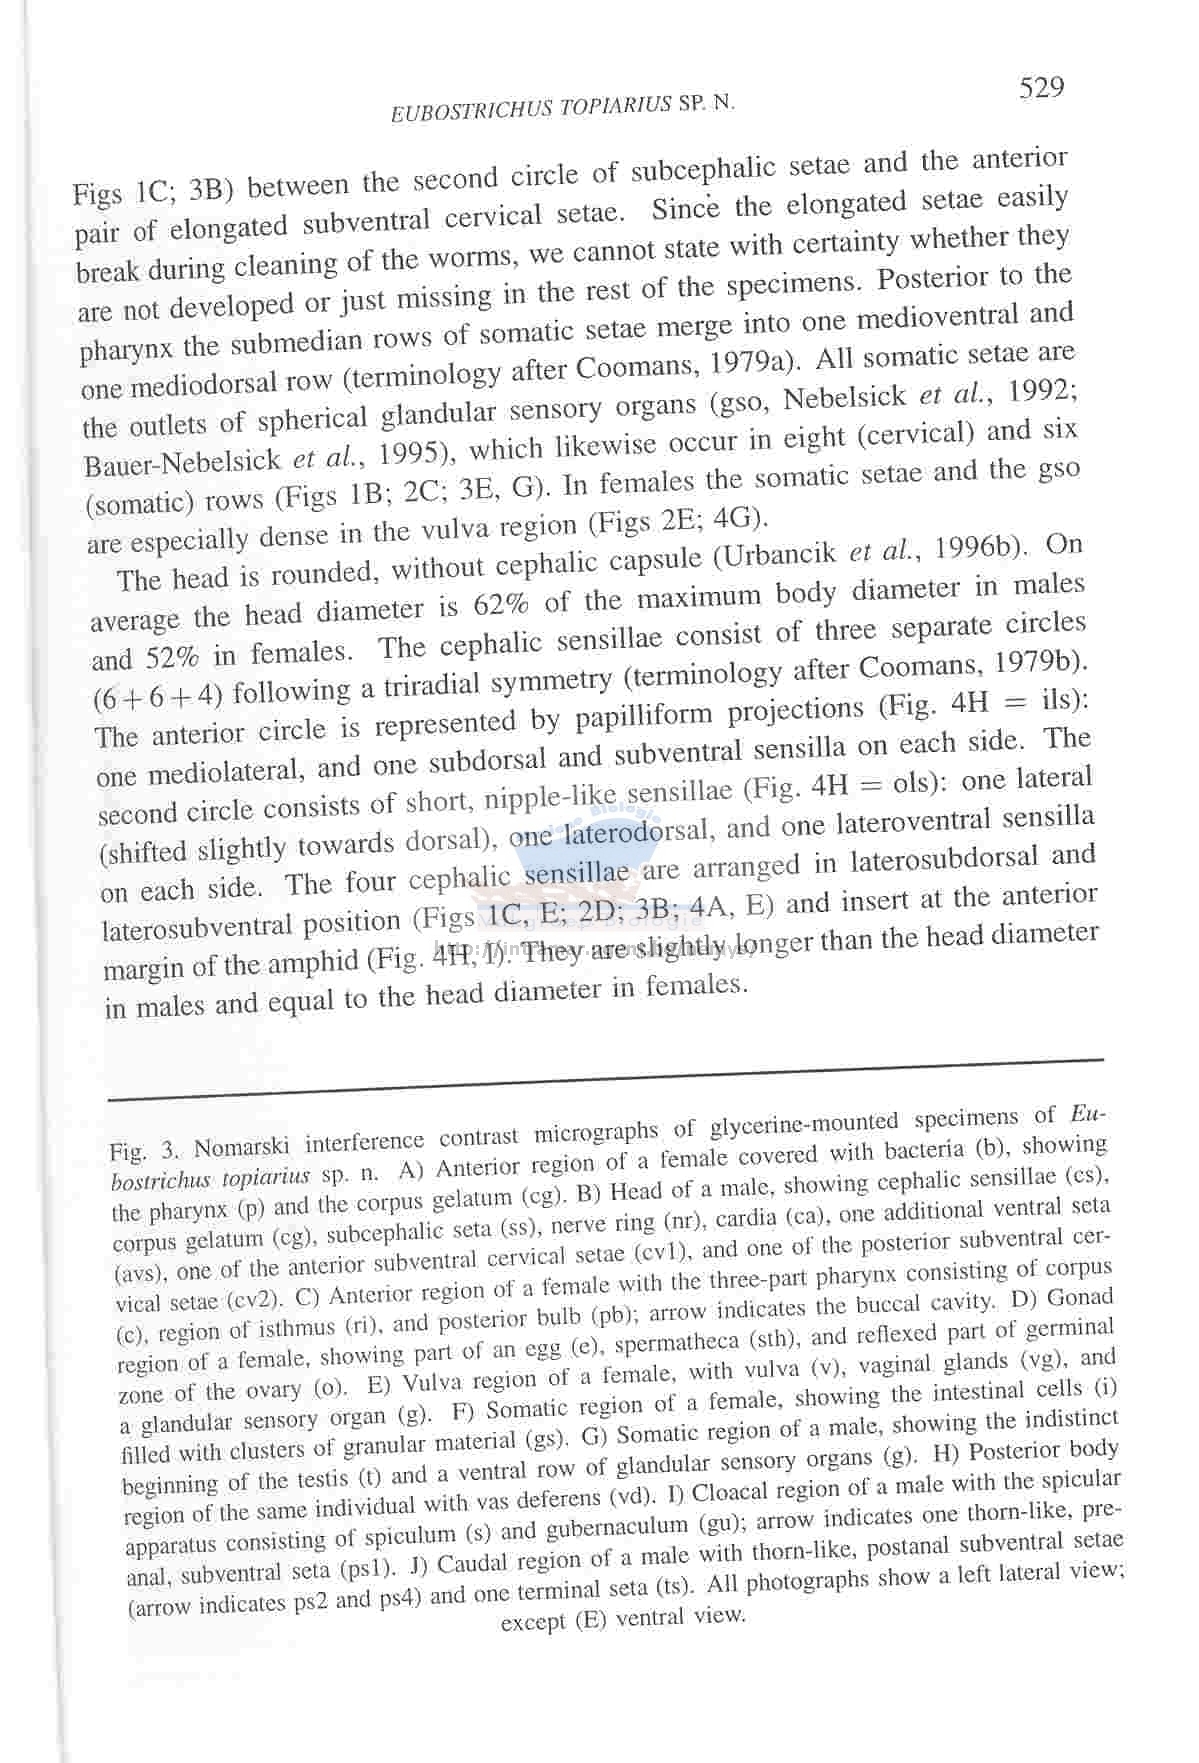 EUBOSTRICHUS TOPIARIUS SP. N.
529
Figs 1C; 3B) between the second circle of subcephalic setae and the anterior
pair of elongated subventral cervical setae. Since the elongated setae easily
break during cleaning of the worms, we cannot state with certainty whether they
are not developed or just missing in the rest of the specimens. Posterior to the
pharynx the submedian rows of somatic setae merge into one medioventral and
one mediodorsal row (terminology after Coomans, 1979a). All somatic setae are
the outlets of spherical glandular sensory organs (gso, Nebelsick et al., 1992;
Bauer-Nebelsick et al., 1995), which likewise occur in eight (cervical) and six
(somatic) rows (Figs 1B; 2C; 3E, G). In females the somatic setae and the gso
are especially dense in the vulva region (Figs 2E; 4G).
The head is rounded, without cephalic capsule (Urbancik et al., 1996b). On
average the head diameter is 62% of the maximum body diameter in males
and 52% in females. The cephalic sensillae consist of three separate circles
(6 + 6 + 4) following a triradial symmetry (terminology after Coomans, 1979b).
The anterior circle is represented by papilliform projections (Fig. 4H = ils):
one mediolateral, and one subdorsal and subventral sensilla on each side. The
second circle consists of short, nipple-like sensillae (Fig. 4H = ols): one lateral
(shifted slightly towards dorsal), one laterodorsal, and one lateroventral sensilla
on each side. The four cephalic sensillae are arranged in laterosubdorsal and
laterosubventral position (Figs 1C, E; 2D; 3B; 4A, E) and insert at the anterior
margin of the amphid (Fig. 4H, I). They are slightly longer than the head diameter
in males and equal to the head diameter in females.
Fig. 3. Nomarski interference contrast micrographs of glycerine-mounted specimens of Eu-
bostrichus topiarius sp. n. A) Anterior region of a female covered with bacteria (b), showing
the pharynx (p) and the corpus gelatum (cg). B) Head of a male, showing cephalic sensillae (cs),
corpus gelatum (cg), subcephalic seta (ss), nerve ring (nr), cardia (ca), one additional ventral seta
(avs), one of the anterior subventral cervical setae (cv1), and one of the posterior subventral cer-
vical setae (cv2). C) Anterior region of a female with the three-part pharynx consisting of corpus
(c), region of isthmus (ri), and posterior bulb (pb); arrow indicates the buccal cavity. D) Gonad
region of a female, showing part of an egg (e), spermatheca (sth), and reflexed part of germinal
zone of the ovary (o). E) Vulva region of a female, with vulva (v), vaginal glands (vg), and
a glandular sensory organ (g). F) Somatic region of a female, showing the intestinal cells (i)
filled with clusters of granular material (gs). G) Somatic region of a male, showing the indistinct
beginning of the testis (t) and a ventral row of glandular sensory organs (g). H) Posterior body
region of the same individual with vas deferens (vd). I) Cloacal region of a male with the spicular
apparatus consisting of spiculum (s) and gubernaculum (gu); arrow indicates one thorn-like, pre-
anal, subventral seta (ps1). J) Caudal region of a male with thorn-like, postanal subventral setae
(arrow indicates ps2 and ps4) and one terminal seta (ts). All photographs show a left lateral view;
except (E) ventral view.